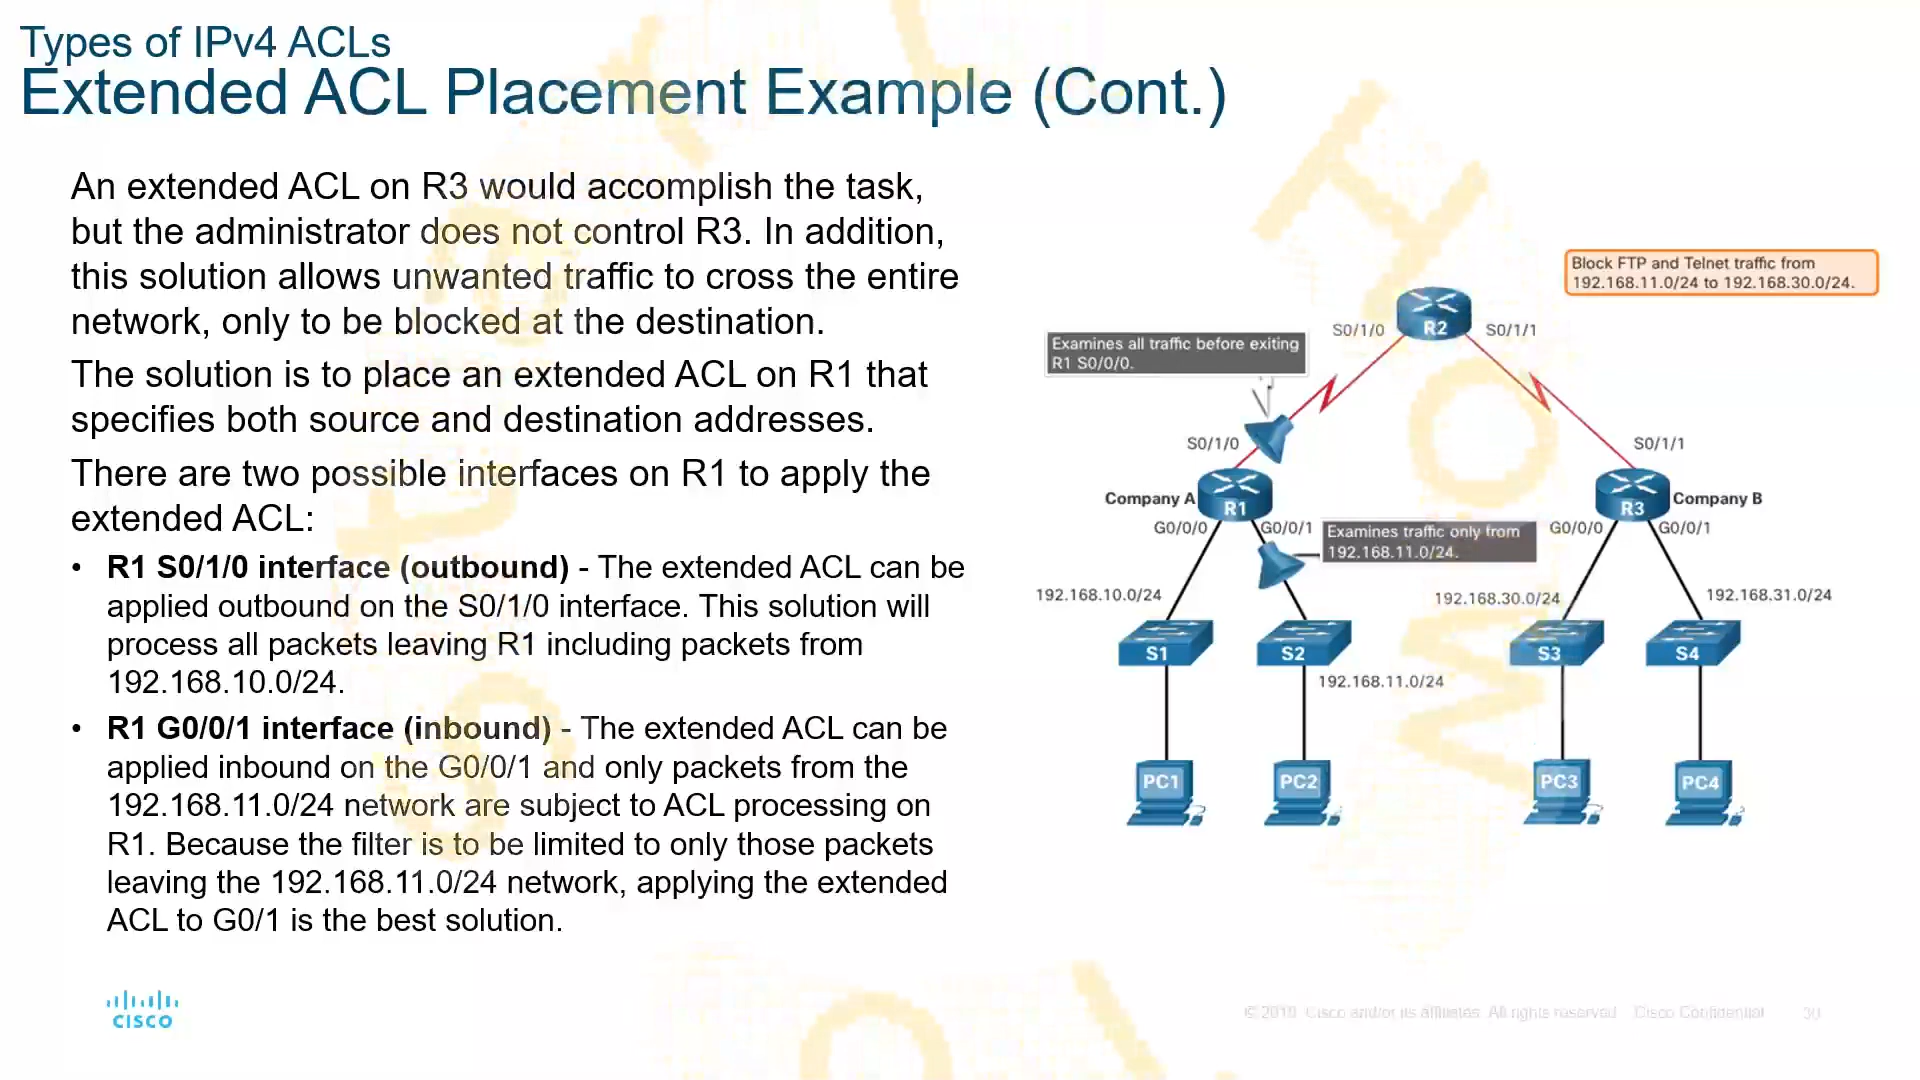 Types of IPv4 ACLs
Extended ACL Placement Example (Cont.)
An extended ACL on R3 would accomplish the task,
but the administrator does not control R3. In addition,
this solution allows unwanted traffic to cross the entire
network, only to be blocked at the destination.
The solution is to place an extended ACL on R1 that
specifies both source and destination addresses.
There are two possible interfaces on R1 to apply the
extended ACL:
• R1 S0/1/0 interface (outbound) - The extended ACL can be
applied outbound on the S0/1/0 interface. This solution will
process all packets leaving R1 including packets from
192.168.10.0/24.
• R1 G0/0/1 interface (inbound) - The extended ACL can be
applied inbound on the G0/0/1 and only packets from the
192.168.11.0/24 network are subject to ACL processing on
R1. Because the filter is to be limited to only those packets
leaving the 192.168.11.0/24 network, applying the extended
ACL to G0/1 is the best solution.
Block FTP and Telnet traffic from
192.168.11.0/24 to 192.168.30.0/24.
S0/1/0
R2
S0/1/1
Examines all traffic before exiting
R1 S0/0/0.
S0/1/0
S0/1/1
Company A
R1
R3
Company B
G0/0/0
G0/0/1
Examines traffic only from
192.168.11.0/24.
G0/0/0
G0/0/1
192.168.10.0/24
192.168.30.0/24
192.168.31.0/24
S1
S2
S3
S4
192.168.11.0/24
PC1
PC2
PC3
PC4
CISCO
© 2019 Cisco and/or its affiliates. All rights reserved. Cisco Confidential
30